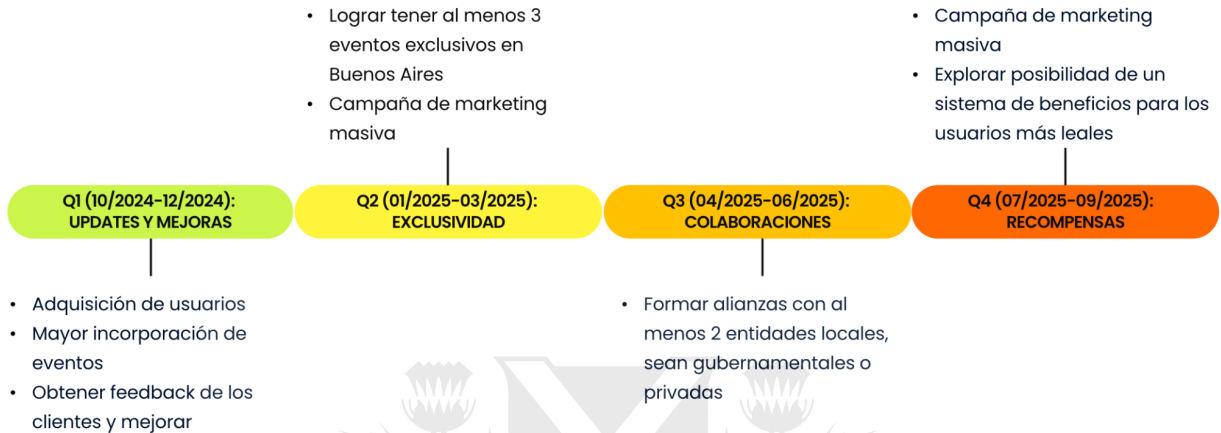 • Lograr tener al menos 3
eventos exclusivos en
Buenos Aires
• Campaña de marketing
masiva
• Campaña de marketing
masiva
• Explorar posibilidad de un
sistema de beneficios para los
usuarios más leales
Q1 (10/2024-12/2024):
UPDATES Y MEJORAS
Q2 (01/2025-03/2025):
EXCLUSIVIDAD
Q3 (04/2025-06/2025):
COLABORACIONES
Q4 (07/2025-09/2025):
RECOMPENSAS
• Adquisición de usuarios
• Mayor incorporación de
eventos
• Obtener feedback de los
clientes y mejorar
• Formar alianzas con al
menos 2 entidades locales,
sean gubernamentales o
privadas